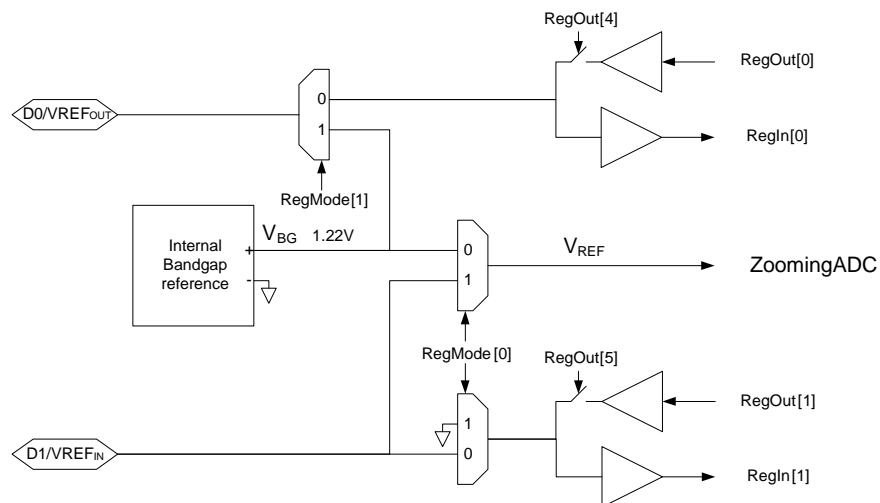 RegOut[4]
RegOut[0]
0
D0/VREFOUT
1
RegIn[0]
RegMode[1]
Internal
Bandgap
reference
+
-
VBG 1.22V
0
1
VREF
ZoomingADC
RegMode[0]
RegOut[5]
RegOut[1]
1
0
D1/VREFIN
RegIn[1]